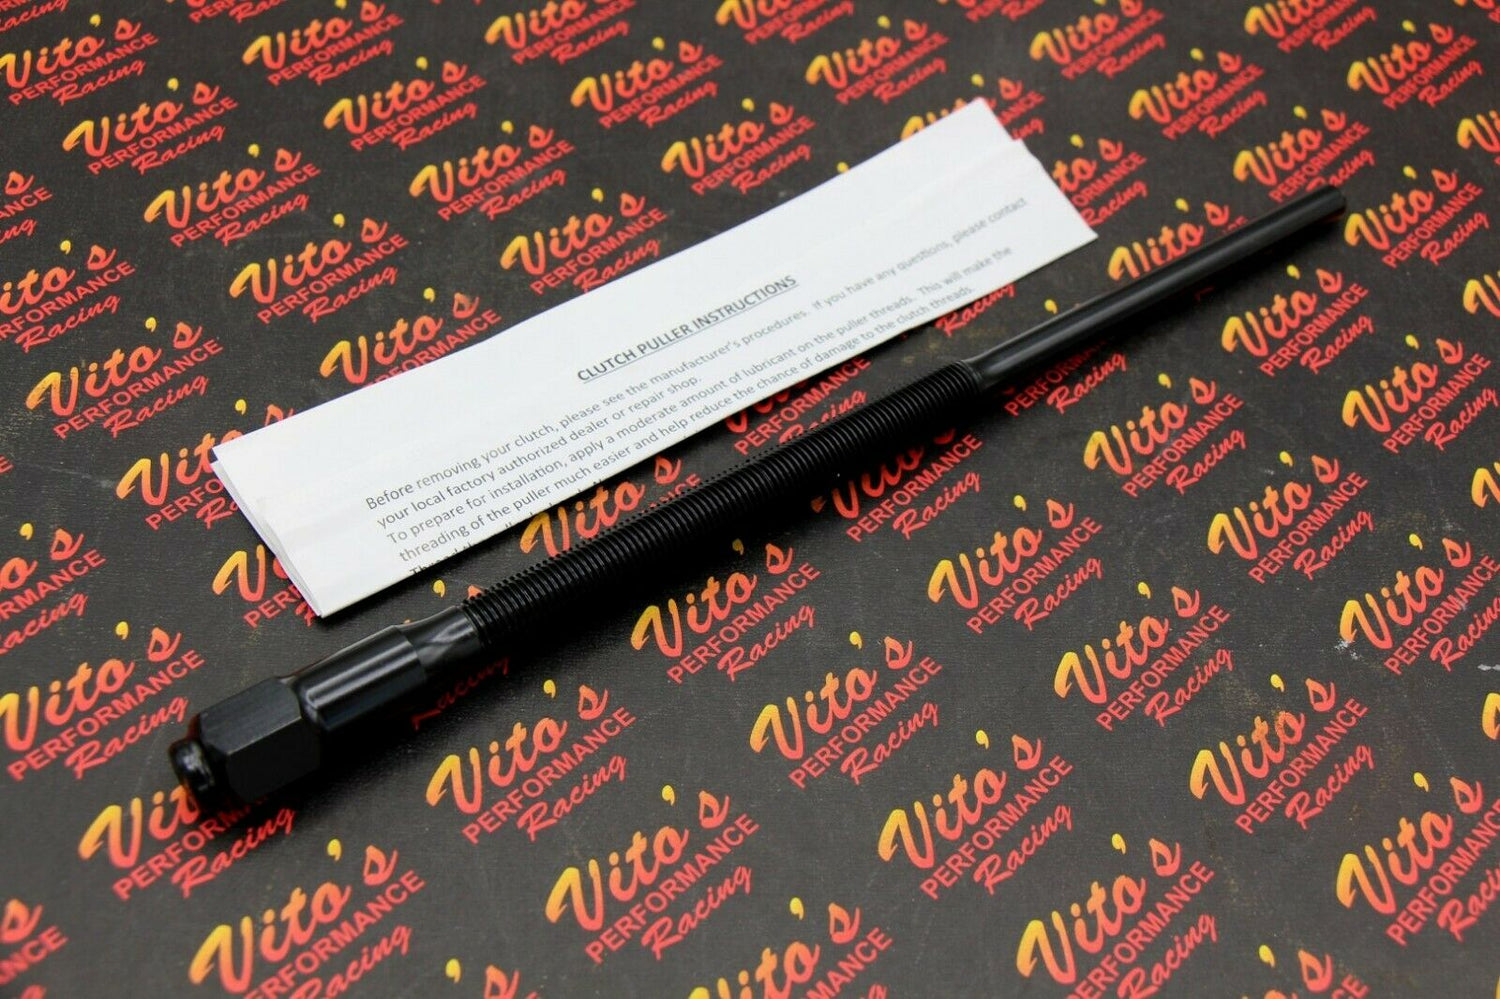 CLUTCH PULLER INSTRUCTIONS
Before removing your clutch, please see the manufacturer's procedures. If you have any questions, please contact
your local factory authorized dealer or repair shop.
To prepare for installation, apply a moderate amount of lubricant on the puller threads. This will make the
threading of the puller much easier and help reduce the chance of damage to the clutch threads.
Vito's
PERFORMANCE
Racing